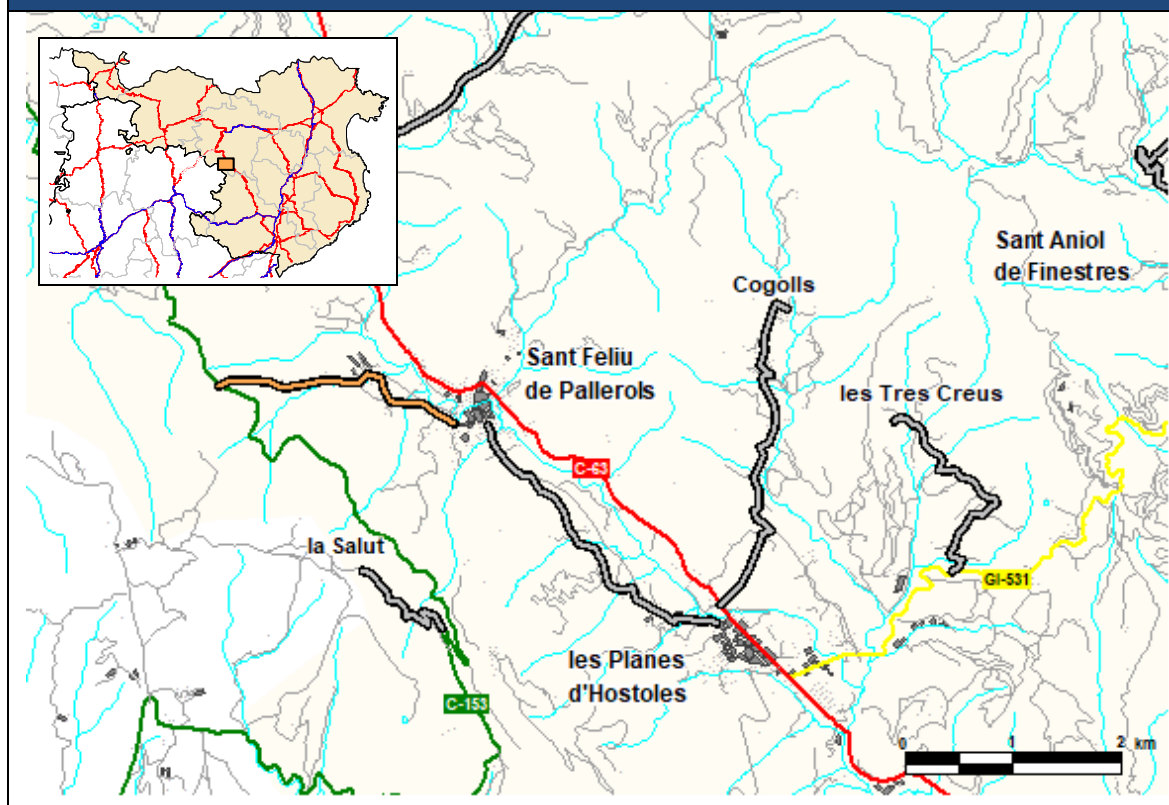 Sant Aniol
de Finestres
Cogolls
Sant Feliu
de Pallerols
les Tres Creus
C-63
la Salut
GI-531
les Planes
d'Hostoles
C-153
0 1 2 km